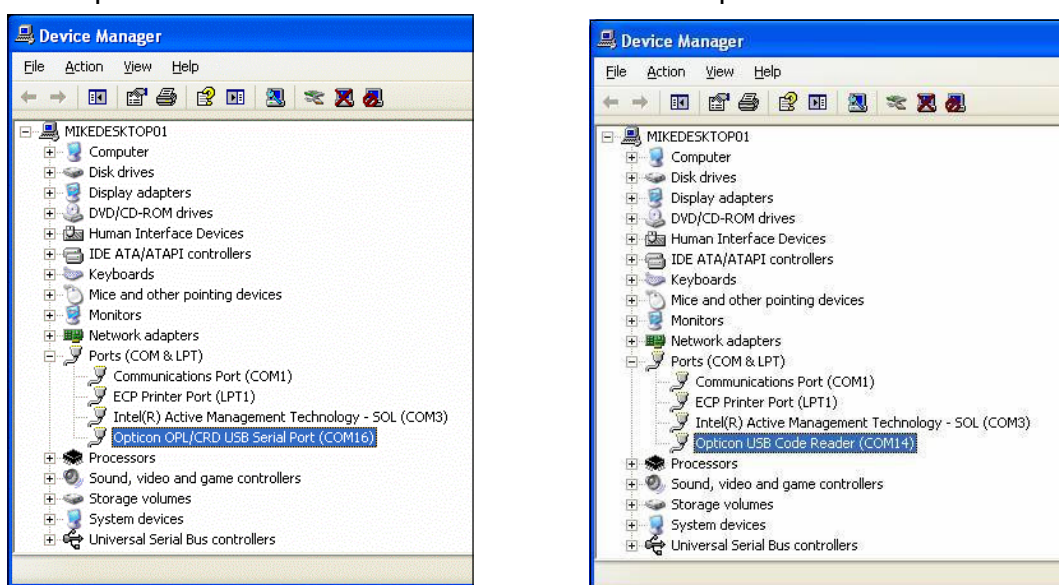 Device Manager
File Action View Help
MIKEDESKTOP01
Computer
Disk drives
Display adapters
DVD/CD-ROM drives
Human Interface Devices
IDE ATA/ATAPI controllers
Keyboards
Mice and other pointing devices
Monitors
Network adapters
Ports (COM & LPT)
Communications Port (COM1)
ECP Printer Port (LPT1)
Intel(R) Active Management Technology - SOL (COM3)
Opticon OPL/CRD USB Serial Port (COM16)
Processors
Sound, video and game controllers
Storage volumes
System devices
Universal Serial Bus controllers
Device Manager
File Action View Help
MIKEDESKTOP01
Computer
Disk drives
Display adapters
DVD/CD-ROM drives
Human Interface Devices
IDE ATA/ATAPI controllers
Keyboards
Mice and other pointing devices
Monitors
Network adapters
Ports (COM & LPT)
Communications Port (COM1)
ECP Printer Port (LPT1)
Intel(R) Active Management Technology - SOL (COM3)
Opticon USB Code Reader (COM14)
Processors
Sound, video and game controllers
Storage volumes
System devices
Universal Serial Bus controllers